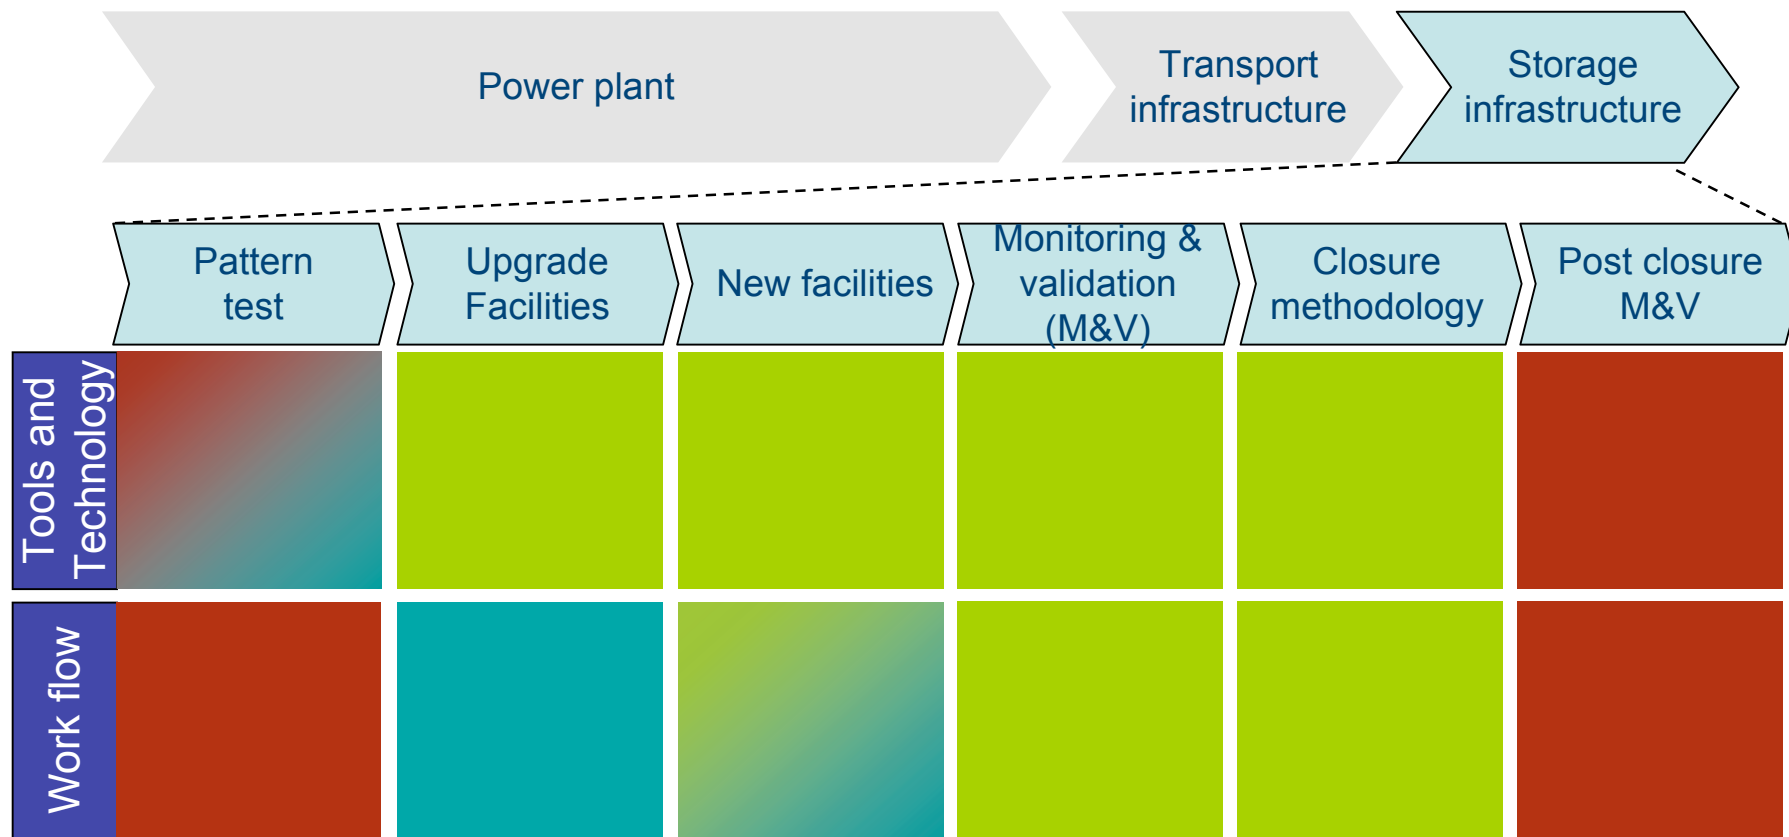 Power plant
Transport
infrastructure
Storage
infrastructure
Pattern
test
Upgrade
Facilities
New facilities
Monitoring &
validation
(M&V)
Closure
methodology
Post closure
M&V
Tools and
Technology
Work flow